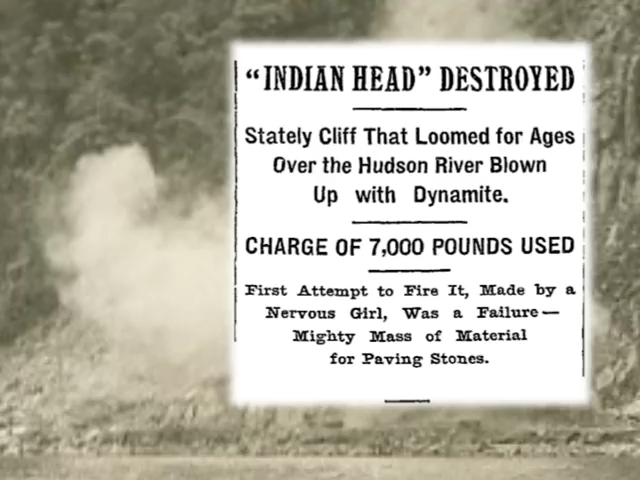 "INDIAN HEAD" DESTROYED
Stately Cliff That Loomed for Ages
Over the Hudson River Blown
Up with Dynamite.
CHARGE OF 7,000 POUNDS USED
First Attempt to Fire It, Made by a
Nervous Girl, Was a Failure—
Mighty Mass of Material
for Paving Stones.